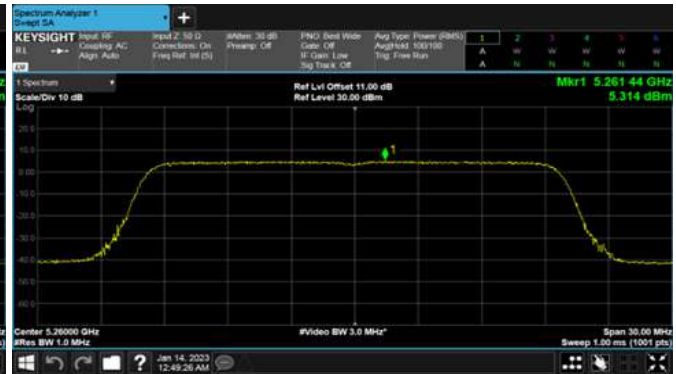 Spectrum Analyzer 1
Swept SA
+
KEYSIGHT Input: RF Input Z: 50 Ω #Atten: 30 dB PNO: Best Wide Avg Type: Power (RMS) 1 2 3 4 5 6
R L Coupling: AC Corrections: On Preamp: Off Gate: Off Avg|Hold: 100/100 A W W W W W
Align: Auto Freq Ref: Int (S) IF Gain: Low Trig: Free Run
LXI Sig Track: Off A N N N N N
1 Spectrum Ref Lvl Offset 11.00 dB Mkr1 5.261 44 GHz
Scale/Div 10 dB Ref Level 30.00 dBm 5.314 dBm
Log
20.0
10.0
1
0.00
-10.0
-20.0
-30.0
-40.0
-50.0
-60.0
Center 5.26000 GHz #Video BW 3.0 MHz* Span 30.00 MHz
#Res BW 1.0 MHz Sweep 1.00 ms (1001 pts)
? Jan 14, 2023
12:49:26 AM